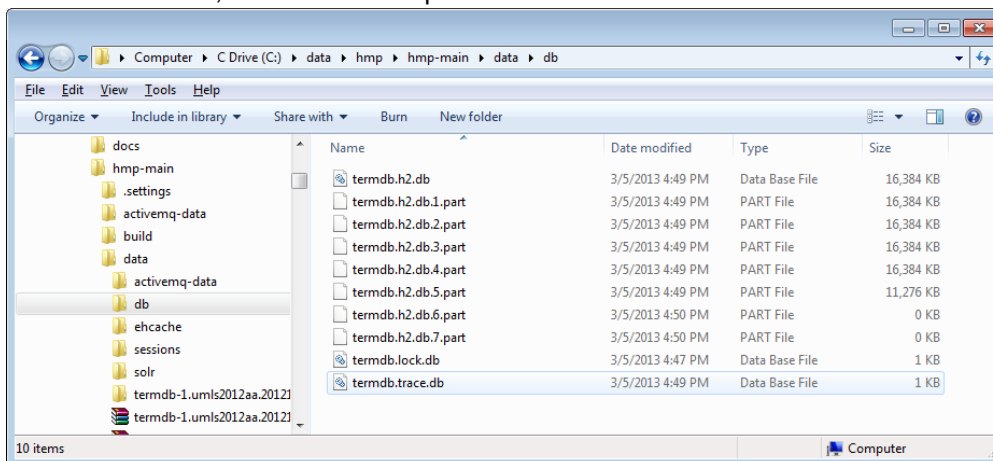 Computer ▸ C Drive (C:) ▸ data ▸ hmp ▸ hmp-main ▸ data ▸ db
File Edit View Tools Help
Organize Include in library Share with Burn New folder
docs
hmp-main
.settings
activemq-data
build
data
activemq-data
db
ehcache
sessions
solr
termdb-1.umls2012aa.20121
termdb-1.umls2012aa.20121
Name Date modified Type Size
termdb.h2.db 3/5/2013 4:49 PM Data Base File 16,384 KB
termdb.h2.db.1.part 3/5/2013 4:49 PM PART File 16,384 KB
termdb.h2.db.2.part 3/5/2013 4:49 PM PART File 16,384 KB
termdb.h2.db.3.part 3/5/2013 4:49 PM PART File 16,384 KB
termdb.h2.db.4.part 3/5/2013 4:49 PM PART File 16,384 KB
termdb.h2.db.5.part 3/5/2013 4:49 PM PART File 11,276 KB
termdb.h2.db.6.part 3/5/2013 4:50 PM PART File 0 KB
termdb.h2.db.7.part 3/5/2013 4:50 PM PART File 0 KB
termdb.lock.db 3/5/2013 4:47 PM Data Base File 1 KB
termdb.trace.db 3/5/2013 4:49 PM Data Base File 1 KB
10 items Computer